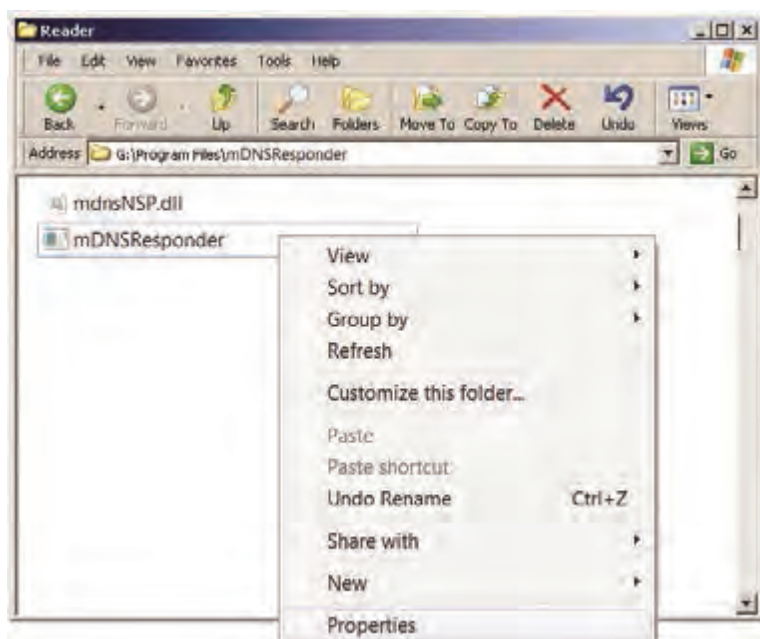 Reader
File Edit View Favorites Tools Help
Back Forward Up Search Folders Move To Copy To Delete Undo Views
Address G:\Program Files\mDNSResponder Go
mdnsNSP.dll
mDNSResponder
View
Sort by
Group by
Refresh
Customize this folder...
Paste
Paste shortcut
Undo Rename Ctrl+Z
Share with
New
Properties